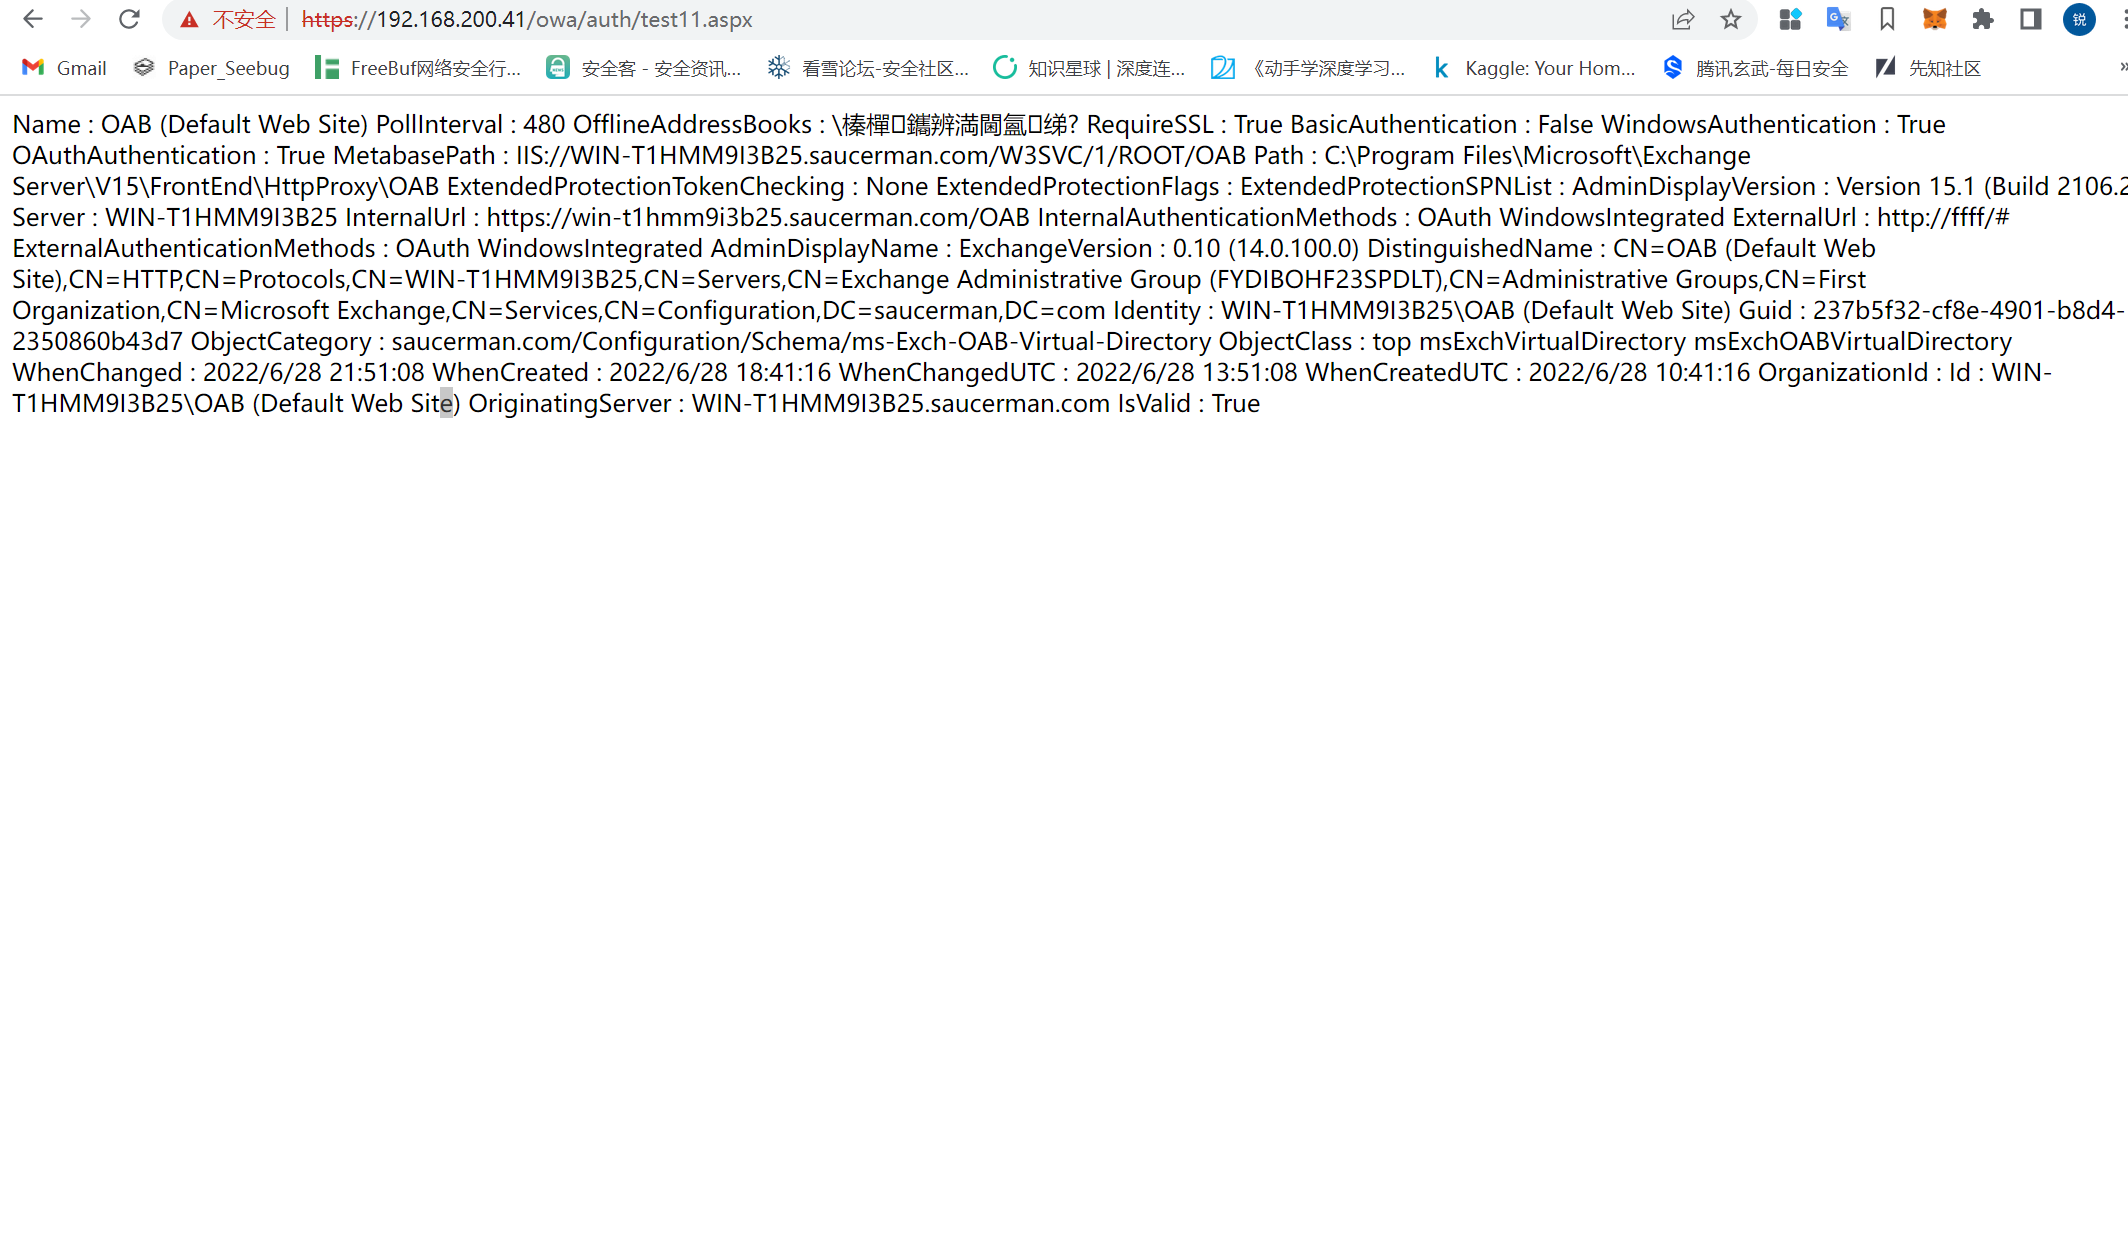 不安全 | https://192.168.200.41/owa/auth/test11.aspx
锐
Gmail Paper_Seebug FreeBuf网络安全行... 安全客 - 安全资讯... 看雪论坛-安全社区... 知识星球 | 深度连... 《动手学深度学习... Kaggle: Your Hom... 腾讯玄武-每日安全 先知社区 »
Name : OAB (Default Web Site) PollInterval : 480 OfflineAddressBooks : \ ? RequireSSL : True BasicAuthentication : False WindowsAuthentication : True
OAuthAuthentication : True MetabasePath : IIS://WIN-T1HMM9I3B25.saucerman.com/W3SVC/1/ROOT/OAB Path : C:\Program Files\Microsoft\Exchange
Server\V15\FrontEnd\HttpProxy\OAB ExtendedProtectionTokenChecking : None ExtendedProtectionFlags : ExtendedProtectionSPNList : AdminDisplayVersion : Version 15.1 (Build 2106.2
Server : WIN-T1HMM9I3B25 InternalUrl : https://win-t1hmm9i3b25.saucerman.com/OAB InternalAuthenticationMethods : OAuth WindowsIntegrated ExternalUrl : http://ffff/#
ExternalAuthenticationMethods : OAuth WindowsIntegrated AdminDisplayName : ExchangeVersion : 0.10 (14.0.100.0) DistinguishedName : CN=OAB (Default Web
Site),CN=HTTP,CN=Protocols,CN=WIN-T1HMM9I3B25,CN=Servers,CN=Exchange Administrative Group (FYDIBOHF23SPDLT),CN=Administrative Groups,CN=First
Organization,CN=Microsoft Exchange,CN=Services,CN=Configuration,DC=saucerman,DC=com Identity : WIN-T1HMM9I3B25\OAB (Default Web Site) Guid : 237b5f32-cf8e-4901-b8d4-
2350860b43d7 ObjectCategory : saucerman.com/Configuration/Schema/ms-Exch-OAB-Virtual-Directory ObjectClass : top msExchVirtualDirectory msExchOABVirtualDirectory
WhenChanged : 2022/6/28 21:51:08 WhenCreated : 2022/6/28 18:41:16 WhenChangedUTC : 2022/6/28 13:51:08 WhenCreatedUTC : 2022/6/28 10:41:16 OrganizationId : Id : WIN-
T1HMM9I3B25\OAB (Default Web Site) OriginatingServer : WIN-T1HMM9I3B25.saucerman.com IsValid : True